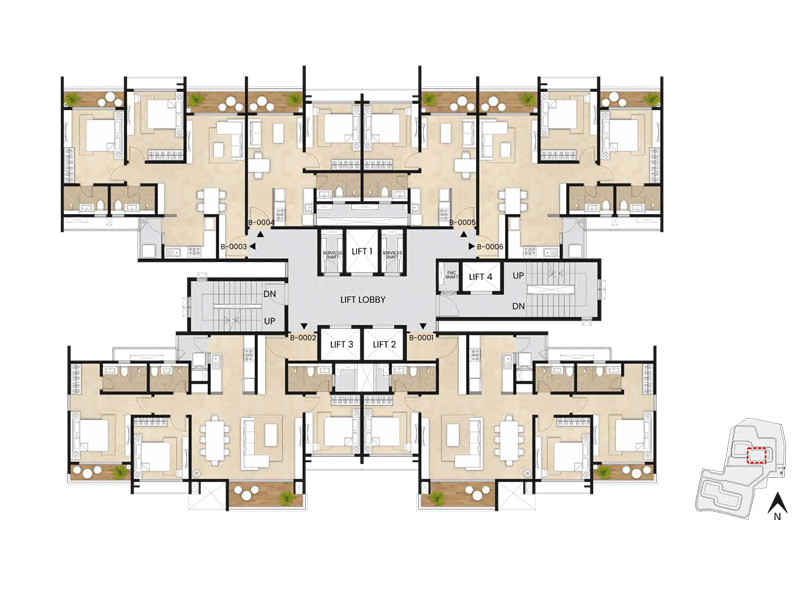 B-0004
B-0005
B-0003
B-0006
SERVICES
SHAFT
LIFT 1
SERVICES
SHAFT
FHC
SHAFT
LIFT 4
UP
DN
DN
UP
LIFT LOBBY
B-0002
LIFT 3
LIFT 2
B-0001
N